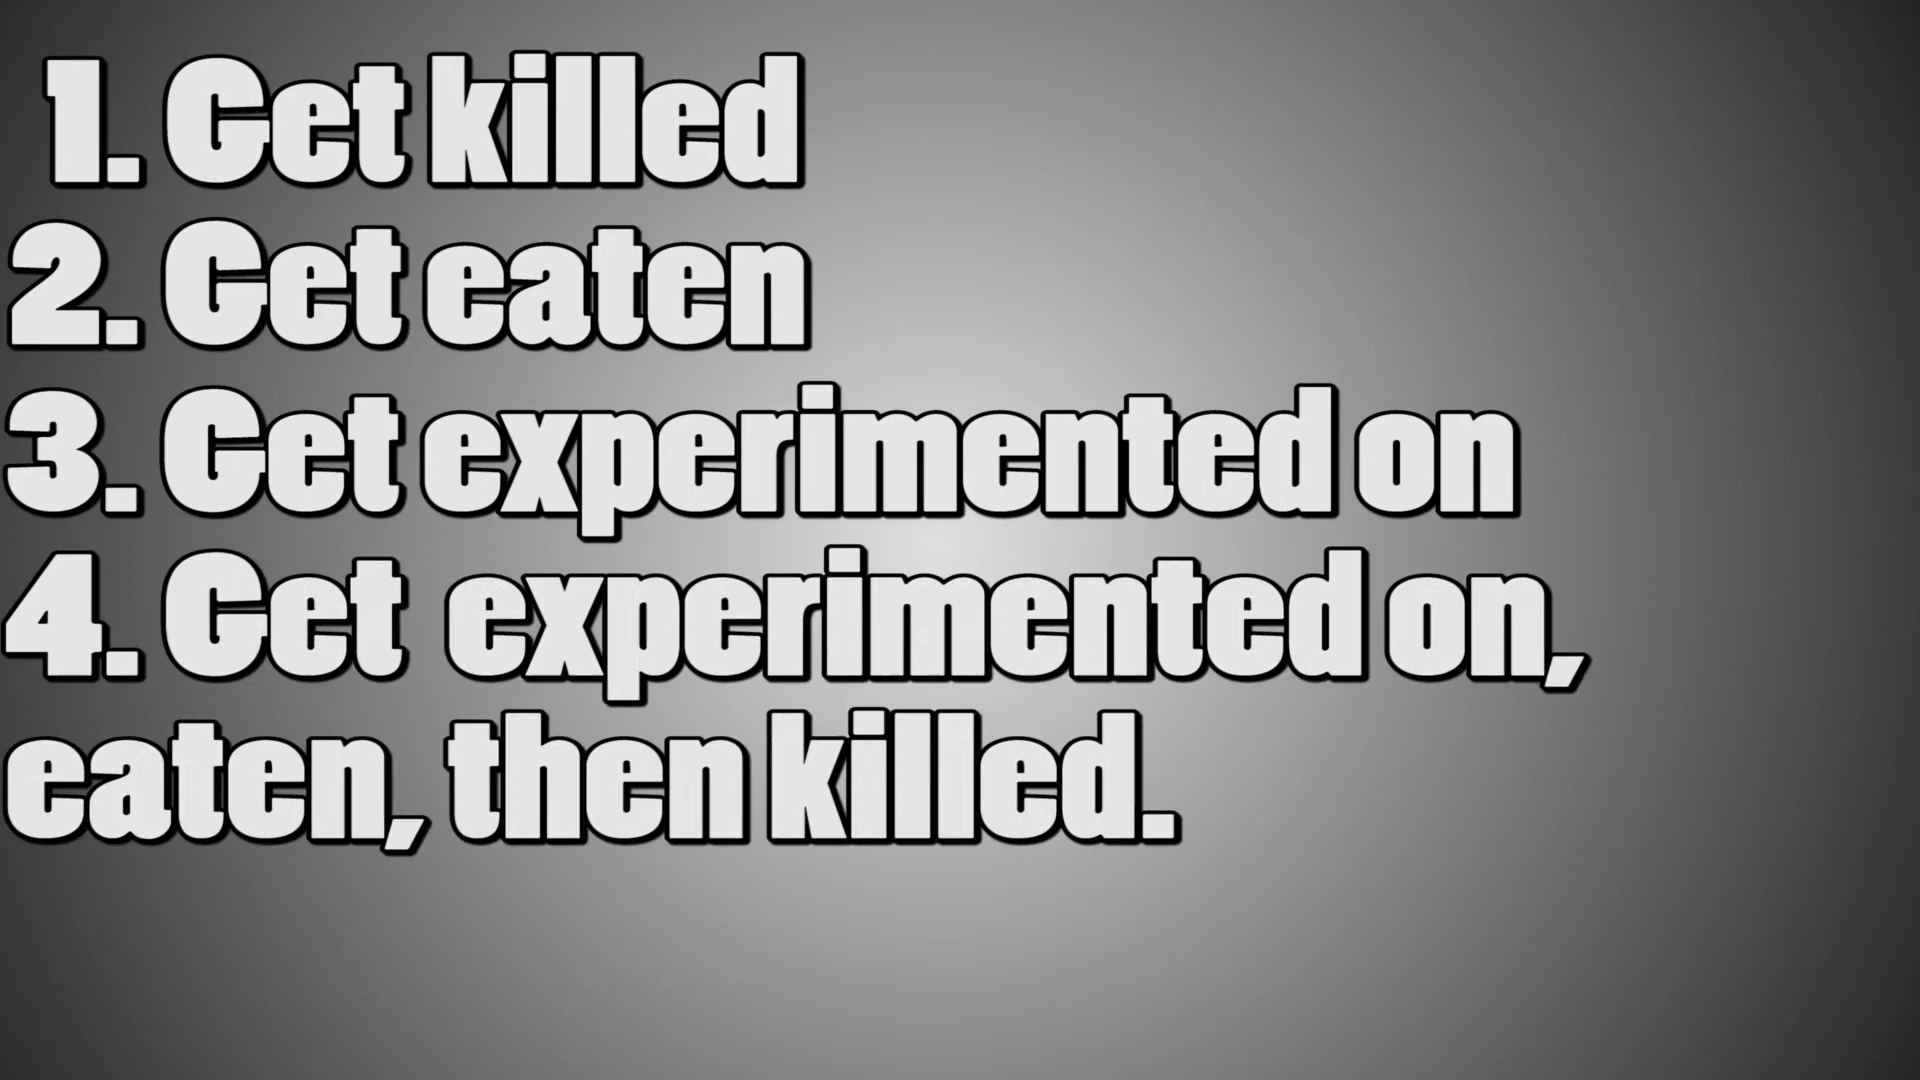 1. Get killed
2. Get eaten
3. Get experimented on
4. Get  experimented on,
eaten, then killed.